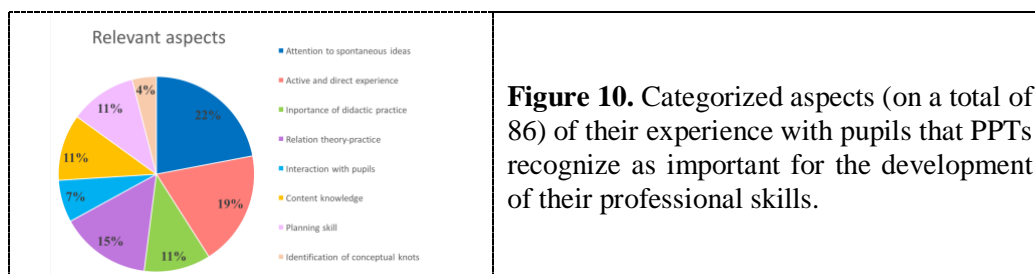 Relevant aspects
Attention to spontaneous ideas
Active and direct experience
Inportance of didactic practice
Relation theory-practice
Interaction with pupils
Content knowledge
Planning skill
Identification of conceptual knots
4%
11%
22%
11%
7%
19%
15%
11%
Figure 10. Categorized aspects (on a total of
86) of their experience with pupils that PPTs
recognize as important for the development
of their professional skills.